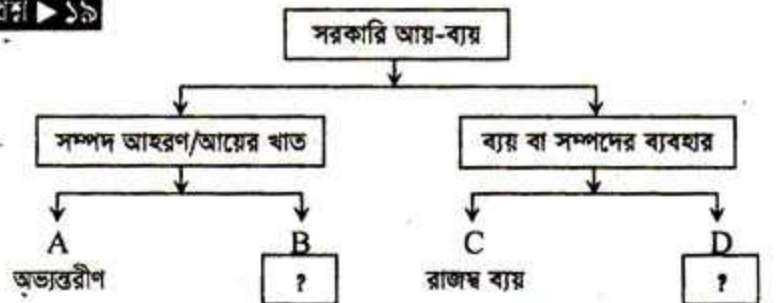 প্রশ্ন ▶ ১৯
সরকারি আয়-ব্যয়
সম্পদ আহরণ/আয়ের খাত
ব্যয় বা সম্পদের ব্যবহার
A B C D
অভ্যন্তরীণ ? রাজস্ব ব্যয় ?